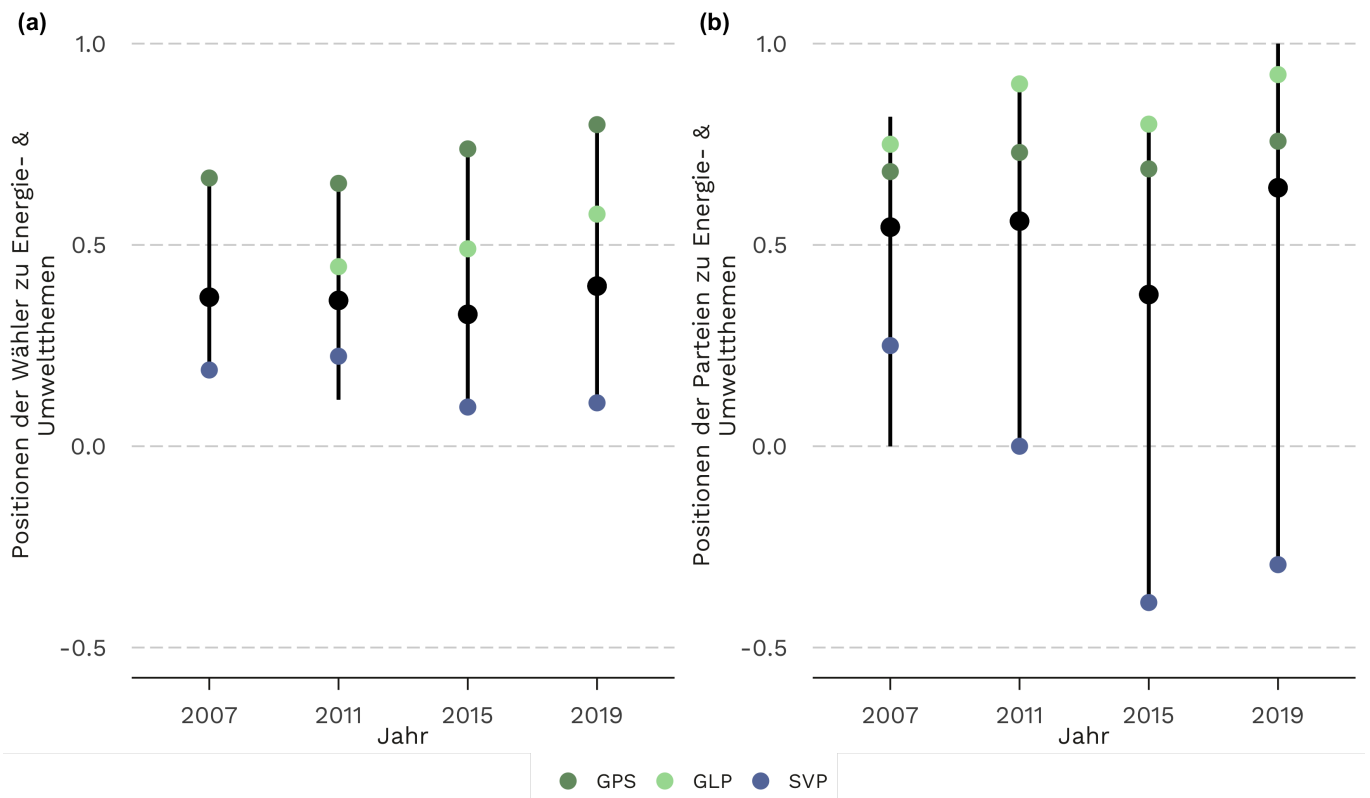 (a)
1.0
0.5
0.0
-0.5
Positionen der Wähler zu Energie- &
Umweltthemen
2007 2011 2015 2019
Jahr
(b)
1.0
0.5
0.0
-0.5
Positionen der Parteien zu Energie- &
Umweltthemen
2007 2011 2015 2019
Jahr
GPS GLP SVP